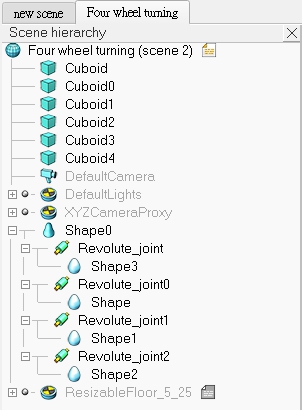 new scene
Four wheel turning
Scene hierarchy
Four wheel turning (scene 2)
Cuboid
Cuboid0
Cuboid1
Cuboid2
Cuboid3
Cuboid4
DefaultCamera
DefaultLights
XYZCameraProxy
Shape0
Revolute_joint
Shape3
Revolute_joint0
Shape
Revolute_joint1
Shape1
Revolute_joint2
Shape2
ResizableFloor_5_25